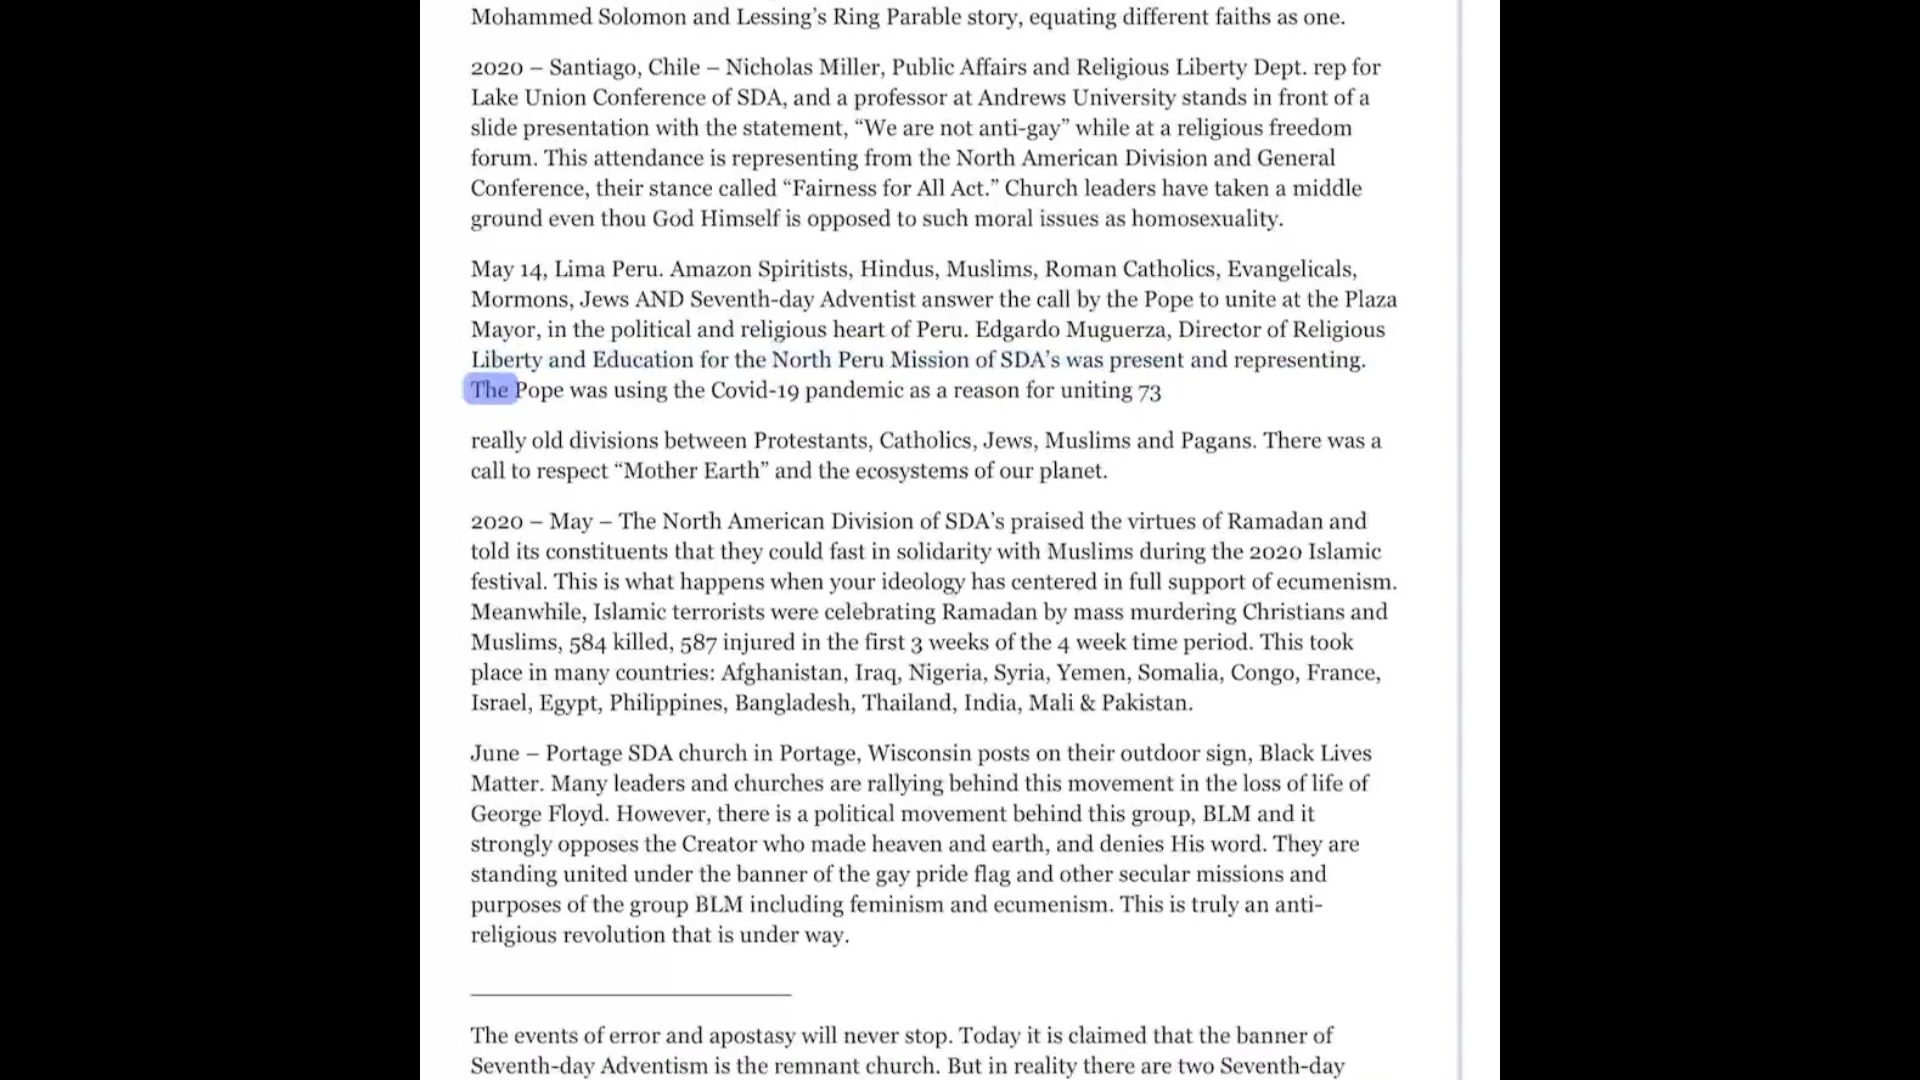 Mohammed Solomon and Lessing’s Ring Parable story, equating different faiths as one.
2020 – Santiago, Chile – Nicholas Miller, Public Affairs and Religious Liberty Dept. rep for
Lake Union Conference of SDA, and a professor at Andrews University stands in front of a
slide presentation with the statement, “We are not anti-gay” while at a religious freedom
forum. This attendance is representing from the North American Division and General
Conference, their stance called “Fairness for All Act.” Church leaders have taken a middle
ground even thou God Himself is opposed to such moral issues as homosexuality.
May 14, Lima Peru. Amazon Spiritists, Hindus, Muslims, Roman Catholics, Evangelicals,
Mormons, Jews AND Seventh-day Adventist answer the call by the Pope to unite at the Plaza
Mayor, in the political and religious heart of Peru. Edgardo Muguerza, Director of Religious
Liberty and Education for the North Peru Mission of SDA’s was present and representing.
The Pope was using the Covid-19 pandemic as a reason for uniting 73
really old divisions between Protestants, Catholics, Jews, Muslims and Pagans. There was a
call to respect “Mother Earth” and the ecosystems of our planet.
2020 – May – The North American Division of SDA’s praised the virtues of Ramadan and
told its constituents that they could fast in solidarity with Muslims during the 2020 Islamic
festival. This is what happens when your ideology has centered in full support of ecumenism.
Meanwhile, Islamic terrorists were celebrating Ramadan by mass murdering Christians and
Muslims, 584 killed, 587 injured in the first 3 weeks of the 4 week time period. This took
place in many countries: Afghanistan, Iraq, Nigeria, Syria, Yemen, Somalia, Congo, France,
Israel, Egypt, Philippines, Bangladesh, Thailand, India, Mali & Pakistan.
June – Portage SDA church in Portage, Wisconsin posts on their outdoor sign, Black Lives
Matter. Many leaders and churches are rallying behind this movement in the loss of life of
George Floyd. However, there is a political movement behind this group, BLM and it
strongly opposes the Creator who made heaven and earth, and denies His word. They are
standing united under the banner of the gay pride flag and other secular missions and
purposes of the group BLM including feminism and ecumenism. This is truly an anti-
religious revolution that is under way.
The events of error and apostasy will never stop. Today it is claimed that the banner of
Seventh-day Adventism is the remnant church. But in reality there are two Seventh-day